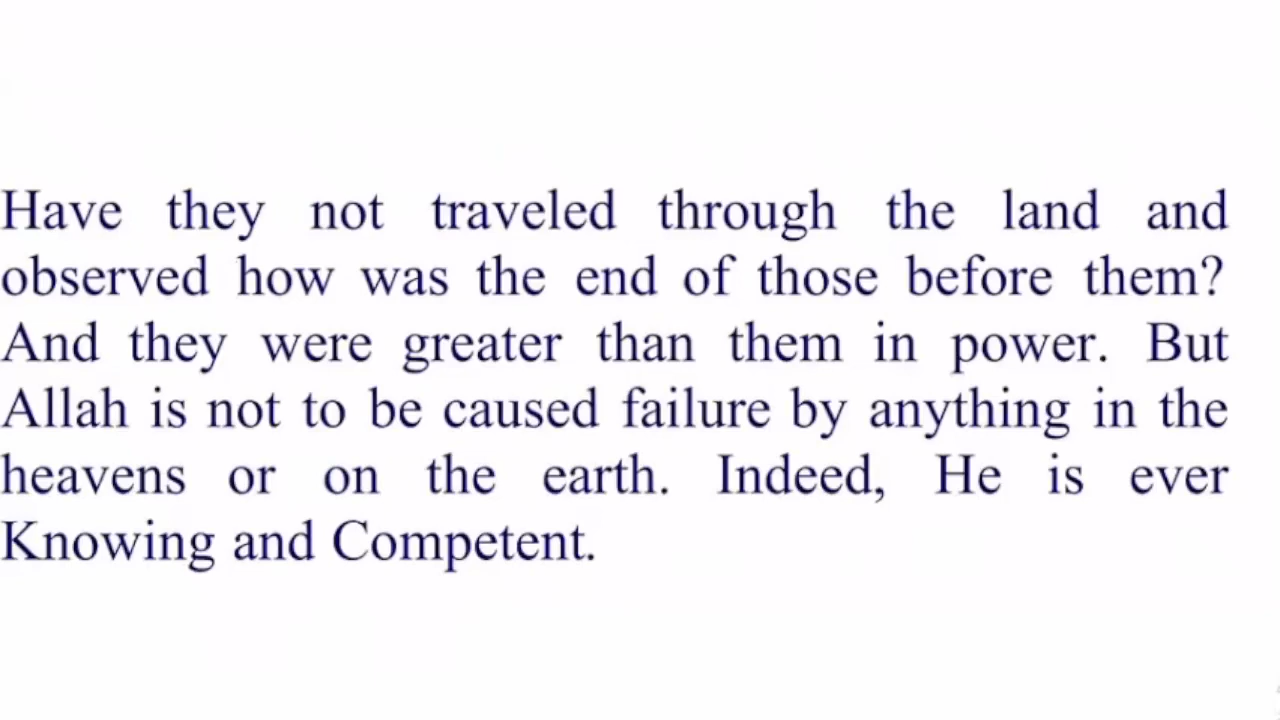 Have they not traveled through the land and
observed how was the end of those before them?
And they were greater than them in power. But
Allah is not to be caused failure by anything in the
heavens or on the earth. Indeed, He is ever
Knowing and Competent.